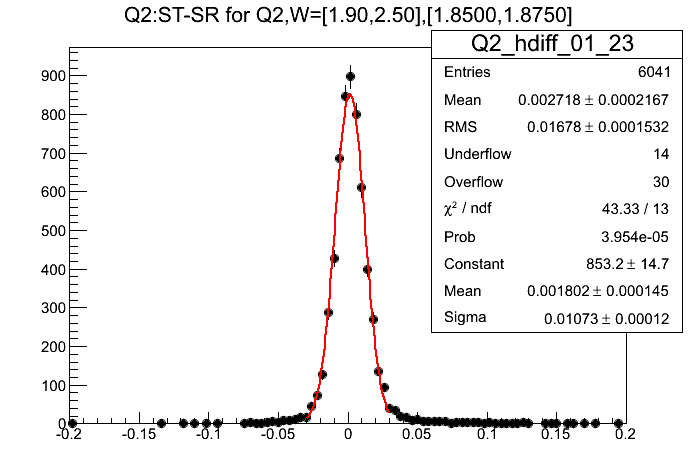 Q2:ST-SR for Q2,W=[1.90,2.50],[1.8500,1.8750]
Q2_hdiff_01_23
Entries 6041
Mean 0.002718 ± 0.0002167
RMS 0.01678 ± 0.0001532
Underflow 14
Overflow 30
χ² / ndf 43.33 / 13
Prob 3.954e-05
Constant 853.2 ± 14.7
Mean 0.001802 ± 0.000145
Sigma 0.01073 ± 0.00012
900
800
700
600
500
400
300
200
100
0
-0.2 -0.15 -0.1 -0.05 0 0.05 0.1 0.15 0.2